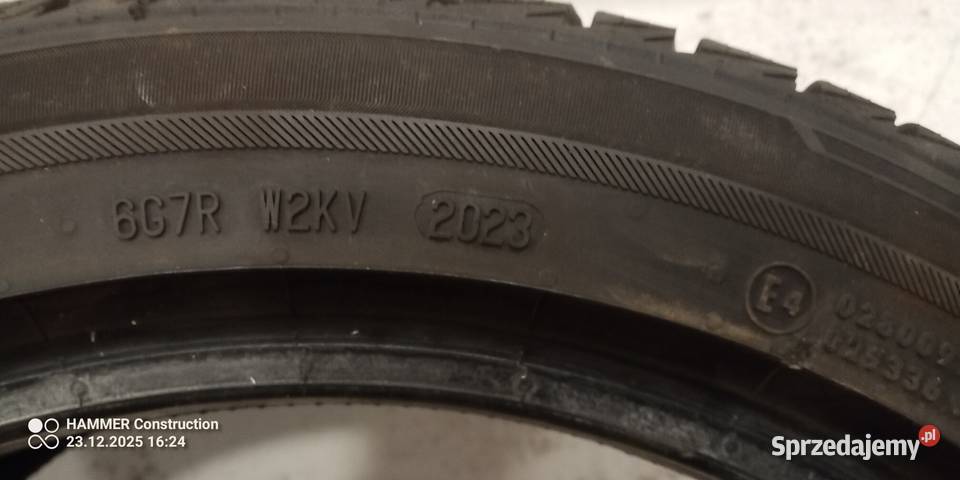 6G7R W2KV 2023
E4
HAMMER Construction
23.12.2025 16:24
Sprzedajemy.pl